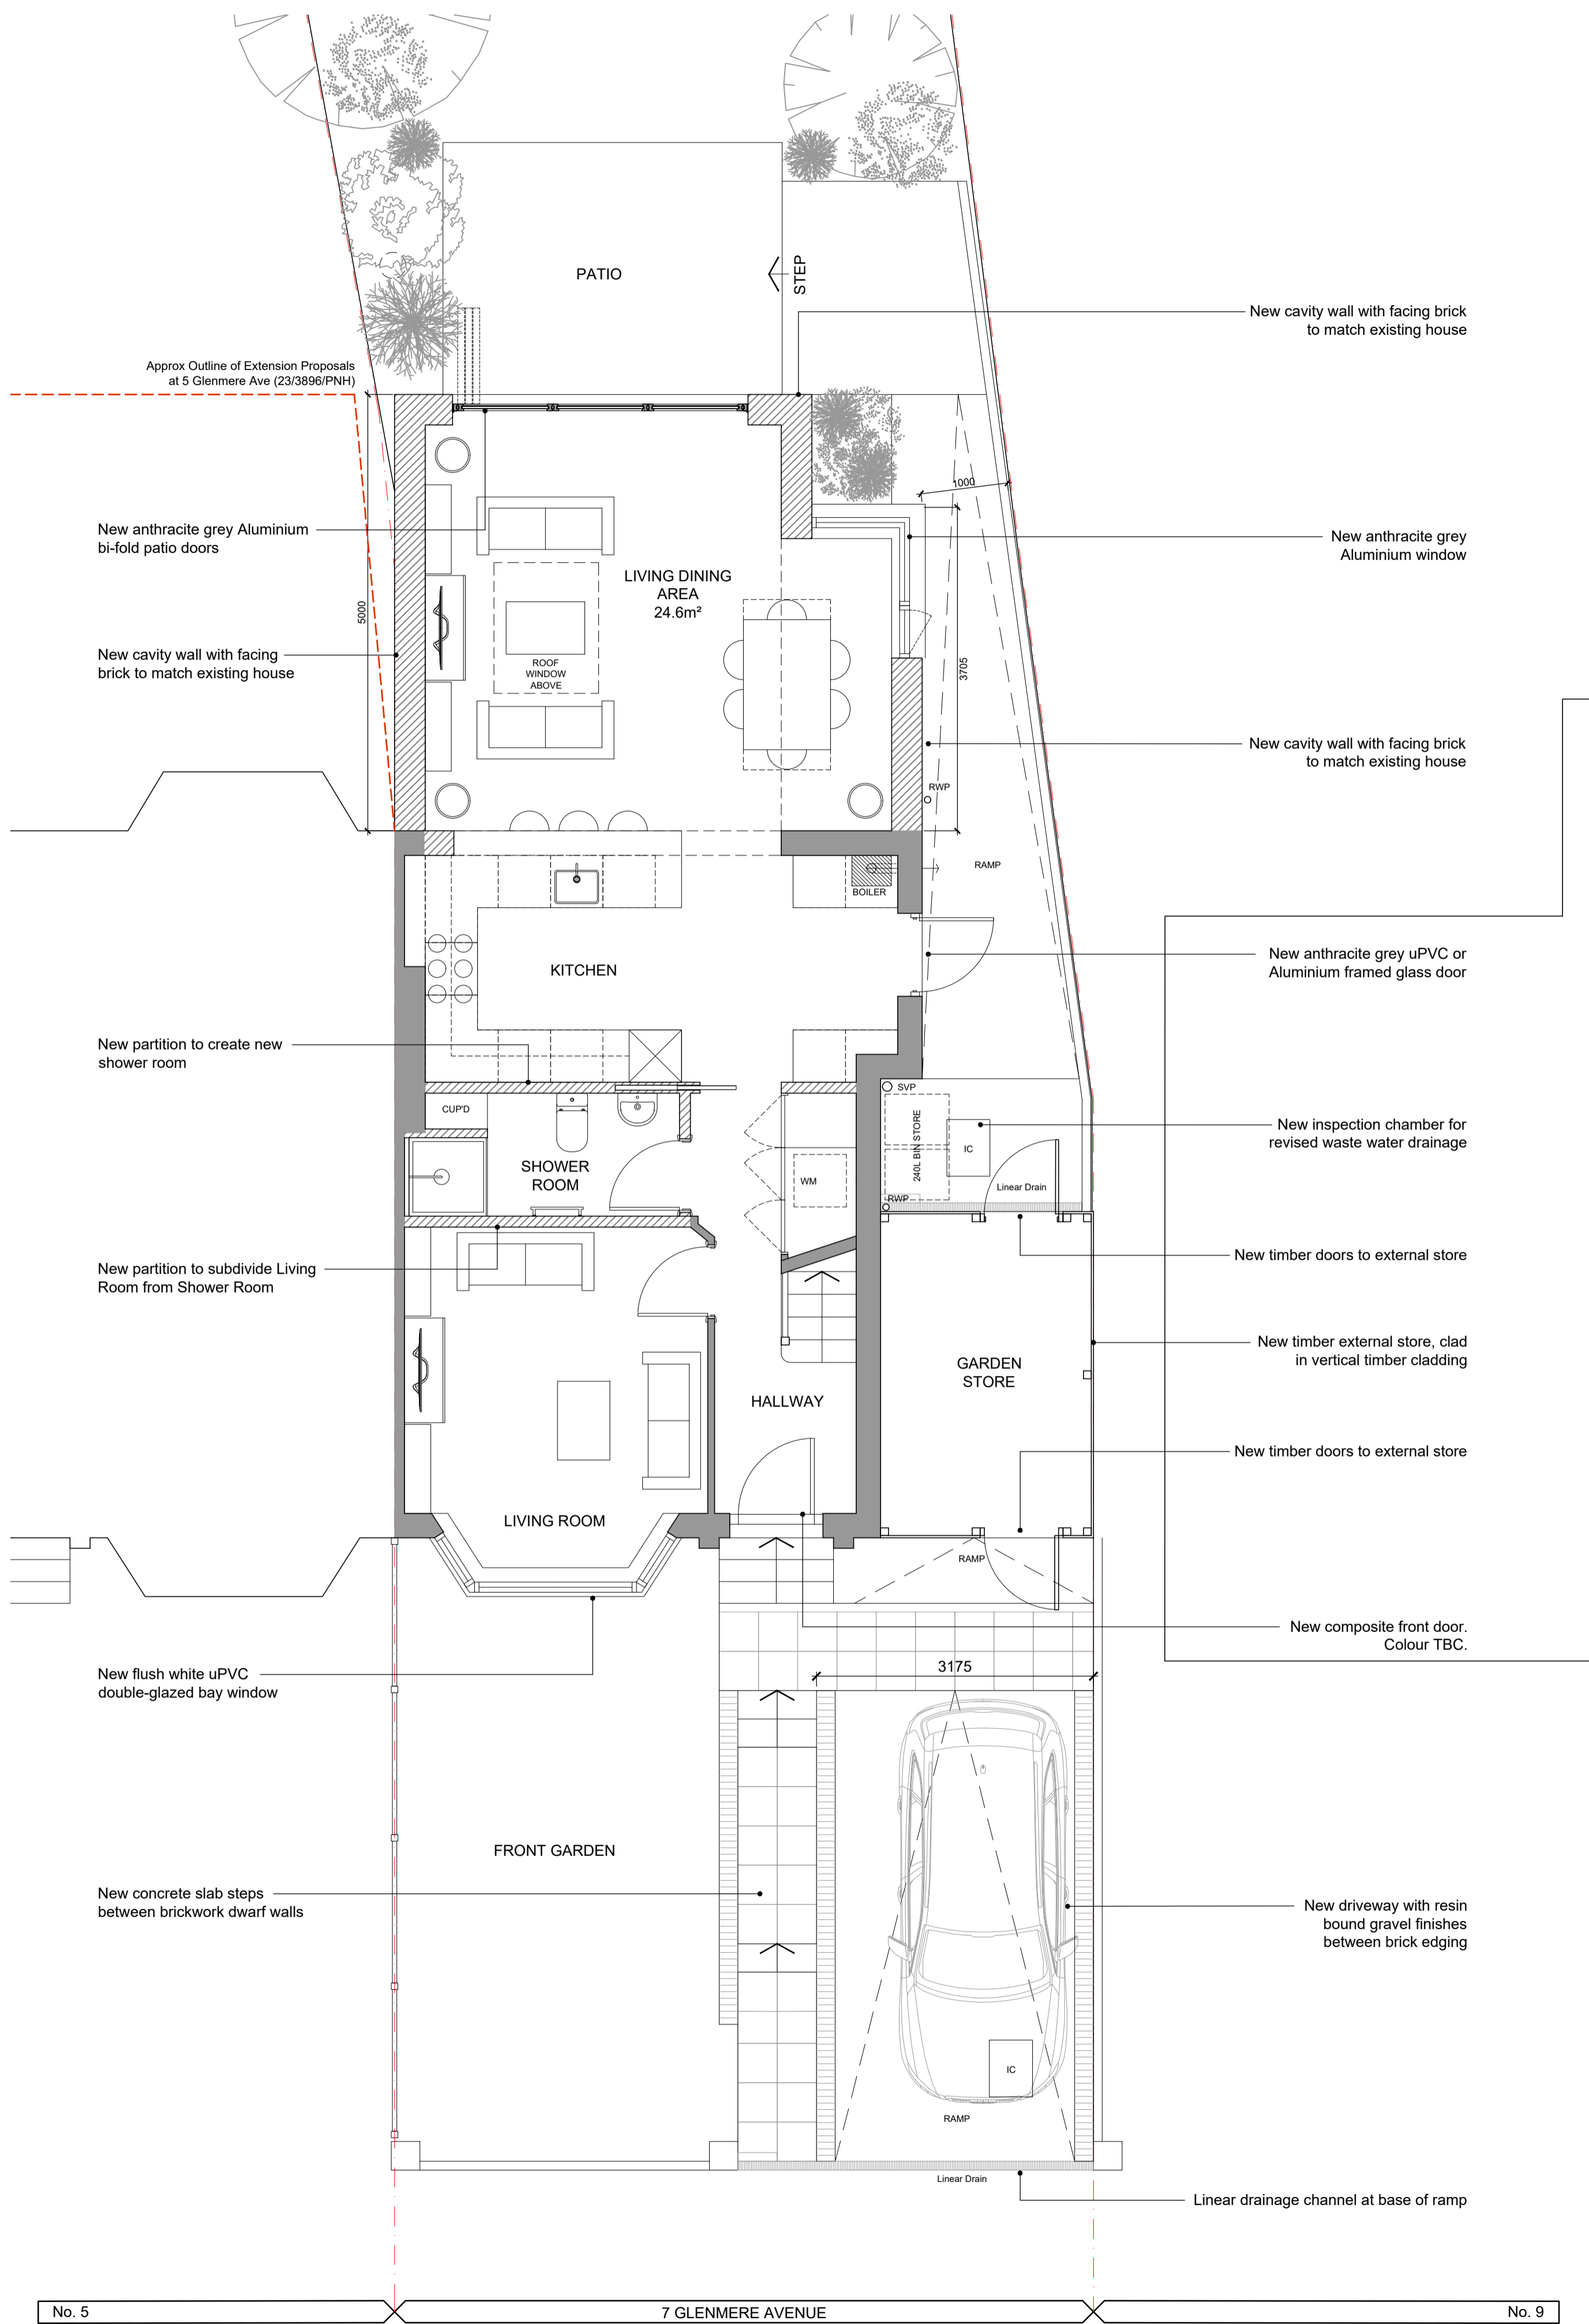 PATIO
STEP
New cavity wall with facing brick
to match existing house
Approx Outline of Extension Proposals
at 5 Glenmere Ave (23/3896/PNH)
1000
New anthracite grey Aluminium
bi-fold patio doors
New anthracite grey
Aluminium window
LIVING DINING
AREA
24.6m²
5000
ROOF
WINDOW
ABOVE
New cavity wall with facing
brick to match existing house
3705
New cavity wall with facing brick
to match existing house
RWP
RAMP
BOILER
KITCHEN
New anthracite grey uPVC or
Aluminium framed glass door
New partition to create new
shower room
SVP
CUP'D
240L BIN STORE
IC
New inspection chamber for
revised waste water drainage
SHOWER
ROOM
WM
Linear Drain
RWP
New timber doors to external store
New partition to subdivide Living
Room from Shower Room
New timber external store, clad
in vertical timber cladding
GARDEN
STORE
HALLWAY
New timber doors to external store
LIVING ROOM
RAMP
New composite front door.
Colour TBC.
New flush white uPVC
double-glazed bay window
3175
FRONT GARDEN
New concrete slab steps
between brickwork dwarf walls
New driveway with resin
bound gravel finishes
between brick edging
IC
RAMP
Linear Drain
Linear drainage channel at base of ramp
No. 5
7 GLENMERE AVENUE
No. 9